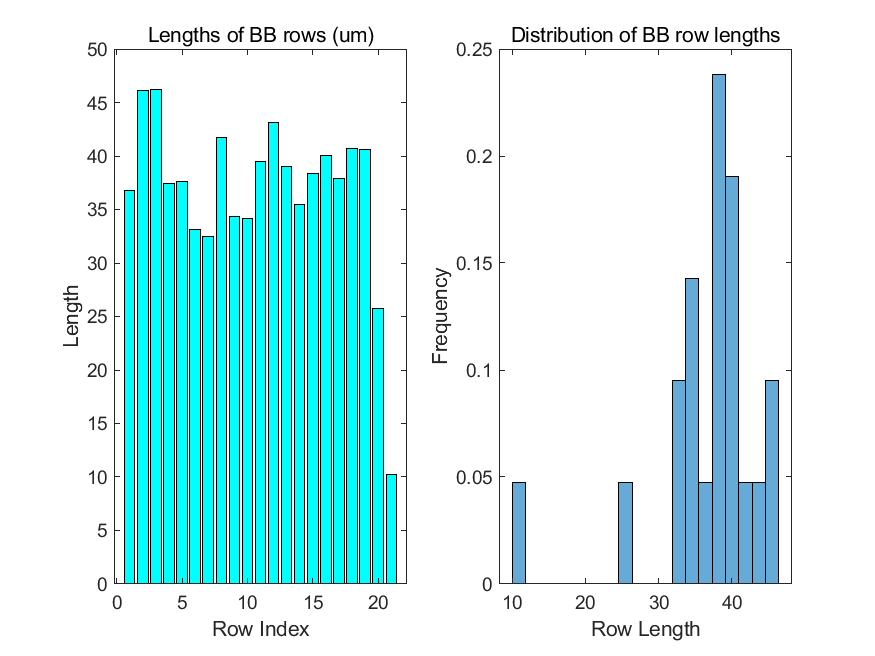 Lengths of BB rows (um)
50
45
40
35
30
25
20
15
10
5
0
Length
0 5 10 15 20
Row Index
Distribution of BB row lengths
0.25
0.2
0.15
0.1
0.05
0
Frequency
10 20 30 40
Row Length